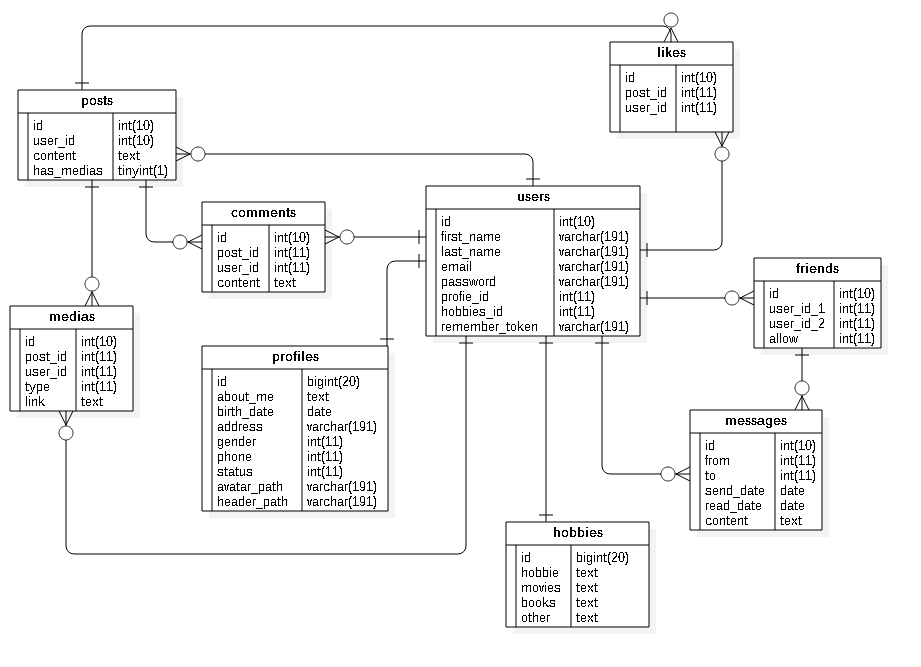 likes
id int(10)
post_id int(11)
user_id int(11)
posts
id int(10)
user_id int(10)
content text
has_medias tinyint(1)
users
id int(10)
first_name varchar(191)
last_name varchar(191)
email varchar(191)
password varchar(191)
profie_id int(11)
hobbies_id int(11)
remember_token varchar(191)
comments
id int(10)
post_id int(11)
user_id int(11)
content text
friends
id int(10)
user_id_1 int(11)
user_id_2 int(11)
allow int(11)
medias
id int(10)
post_id int(11)
user_id int(11)
type int(11)
link text
profiles
id bigint(20)
about_me text
birth_date date
address varchar(191)
gender int(11)
phone int(11)
status int(11)
avatar_path varchar(191)
header_path varchar(191)
messages
id int(10)
from int(11)
to int(11)
send_date date
read_date date
content text
hobbies
id bigint(20)
hobbie text
movies text
books text
other text